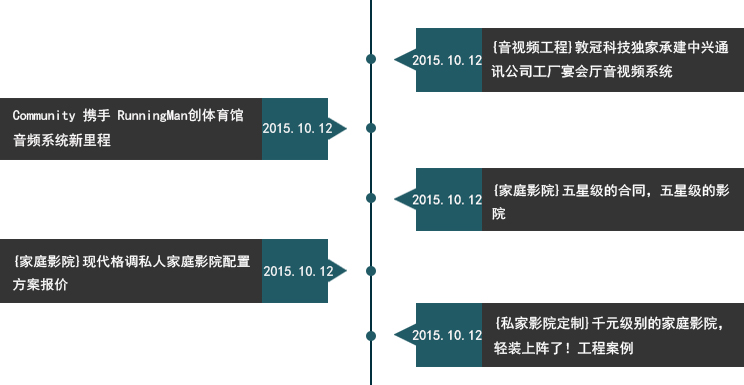 2015.10.12
{音视频工程}敦冠科技独家承建中兴通
讯公司工厂宴会厅音视频系统
Community 携手 RunningMan创体育馆
音频系统新里程
2015.10.12
2015.10.12
{家庭影院}五星级的合同，五星级的影
院
{家庭影院}现代格调私人家庭影院配置
方案报价
2015.10.12
2015.10.12
{私家影院定制}千元级别的家庭影院，
轻装上阵了！工程案例